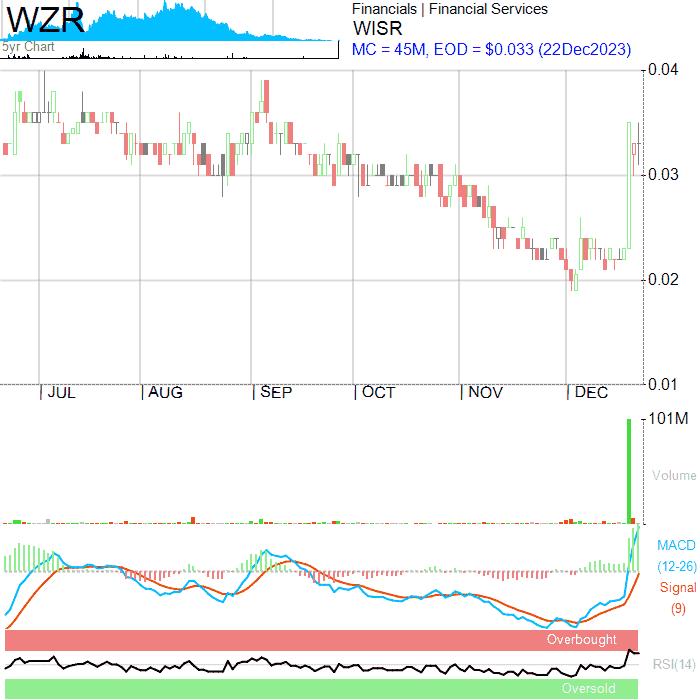 WZR
5yr Chart
Financials | Financial Services
WISR
MC = 45M, EOD = $0.033 (22Dec2023)
0.04
0.03
0.02
0.01
JUL AUG SEP OCT NOV DEC
101M
Volume
MACD
(12-26)
Signal
(9)
Overbought
RSI(14)
Oversold